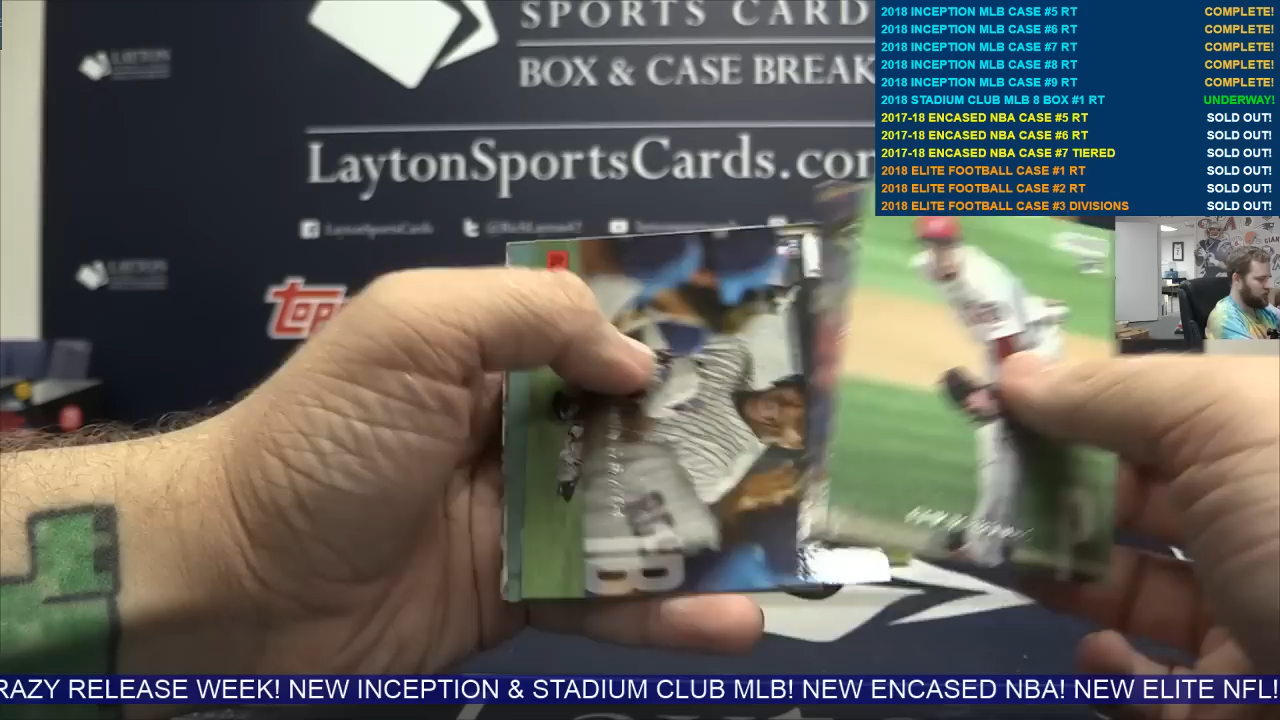 SPORTS CARD
BOX & CASE BREAK
LaytonSportsCards.com
LAYTON
LAYTON
LaytonSportsCards
Topps
2018 INCEPTION MLB CASE #5 RT COMPLETE!
2018 INCEPTION MLB CASE #6 RT COMPLETE!
2018 INCEPTION MLB CASE #7 RT COMPLETE!
2018 INCEPTION MLB CASE #8 RT COMPLETE!
2018 INCEPTION MLB CASE #9 RT COMPLETE!
2018 STADIUM CLUB MLB 8 BOX #1 RT UNDERWAY!
2017-18 ENCASED NBA CASE #5 RT SOLD OUT!
2017-18 ENCASED NBA CASE #6 RT SOLD OUT!
2017-18 ENCASED NBA CASE #7 TIERED SOLD OUT!
2018 ELITE FOOTBALL CASE #1 RT SOLD OUT!
2018 ELITE FOOTBALL CASE #2 RT SOLD OUT!
2018 ELITE FOOTBALL CASE #3 DIVISIONS SOLD OUT!
RAZY RELEASE WEEK! NEW INCEPTION & STADIUM CLUB MLB! NEW ENCASED NBA! NEW ELITE NFL!